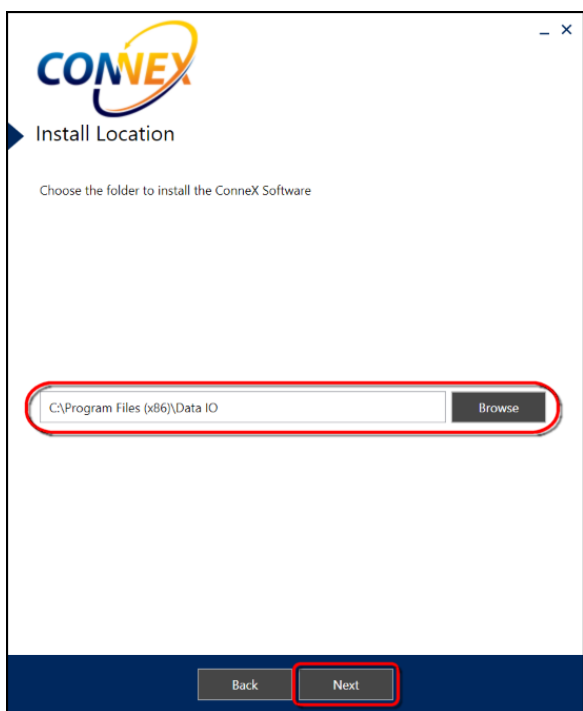 CONNEX
Install Location
Choose the folder to install the ConneX Software
C:\Program Files (x86)\Data IO
Browse
Back
Next